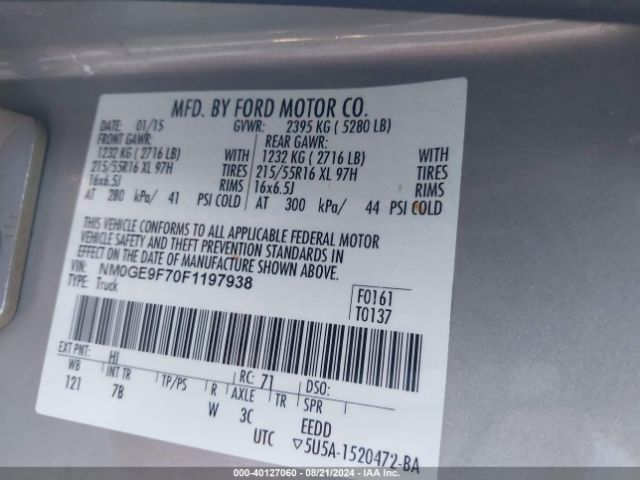 MFD. BY FORD MOTOR CO.
DATE: 01/15 GVWR: 2395 KG ( 5280 LB)
FRONT GAWR: REAR GAWR:
1232 KG (2716 LB) WITH 1232 KG (2716 LB) WITH
215/55R16 XL 97H TIRES 215/55R16 XL 97H TIRES
16x6.5J RIMS 16x6.5J RIMS
AT 280 kPa/ 41 PSI COLD AT 300 kPa/ 44 PSI COLD
THIS VEHICLE CONFORMS TO ALL APPLICABLE FEDERAL MOTOR
VEHICLE SAFETY AND THEFT PREVENTION STANDARDS IN
EFFECT ON THE DATE OF MANUFACTURE SHOWN ABOVE.
VIN: NM0GE9F70F1197938
TYPE: Truck
F0161
T0137
EXT PNT: HI RC: 71 DSO:
WB INT TR TP/PS R AXLE TR SPR
121 7B W 3C EEDD
UTC ▽5U5A-1520472-BA
000-40127060 - 08/21/2024 - IAA Inc.